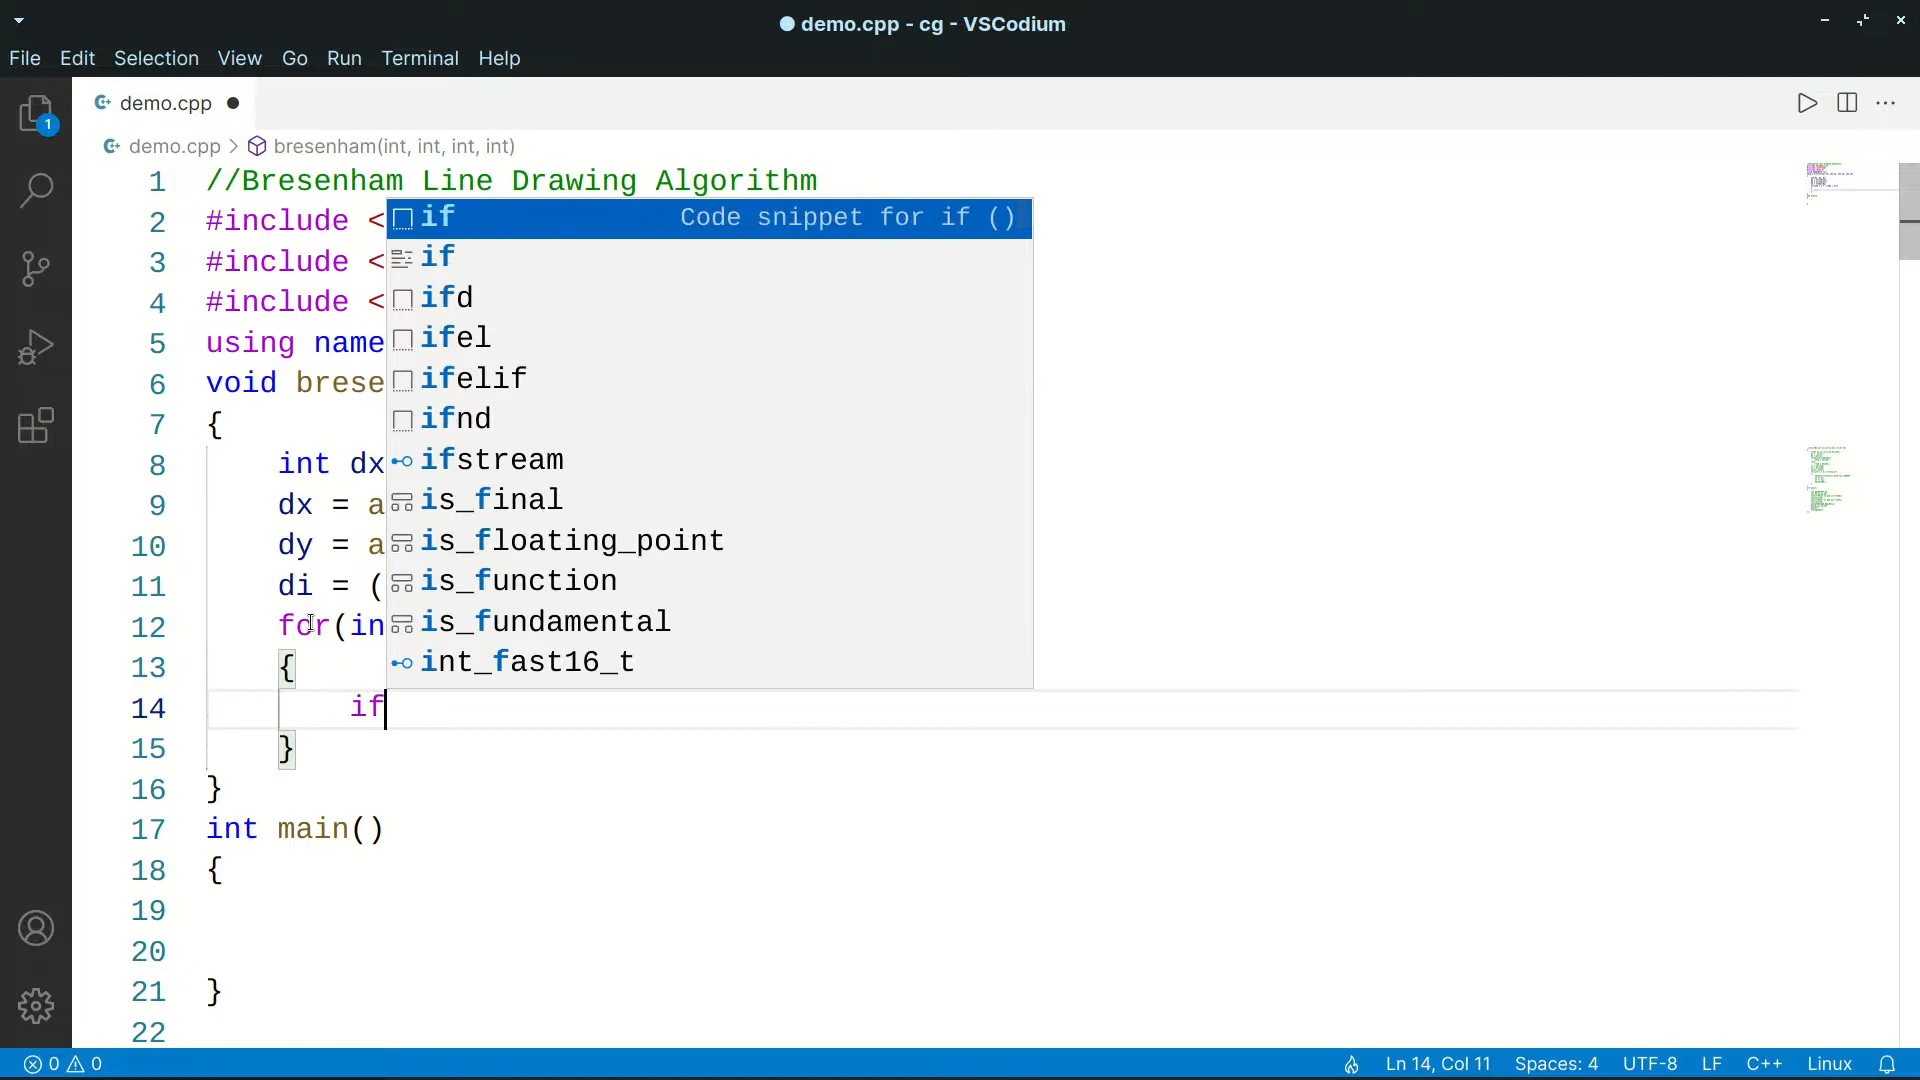 demo.cpp - cg - VSCodium
File Edit Selection View Go Run Terminal Help
demo.cpp
demo.cpp > bresenham(int, int, int, int)
1 //Bresenham Line Drawing Algorithm
2 #include <
3 #include <
4 #include <
5 using name
6 void brese
7 {
8 int dx
9 dx = a
10 dy = a
11 di = (
12 for(in
13 {
14 if
15 }
16 }
17 int main()
18 {
19
20
21 }
22
if Code snippet for if ()
if
ifd
ifel
ifelif
ifnd
ifstream
is_final
is_floating_point
is_function
is_fundamental
int_fast16_t
1
0 0 Ln 14, Col 11 Spaces: 4 UTF-8 LF C++ Linux